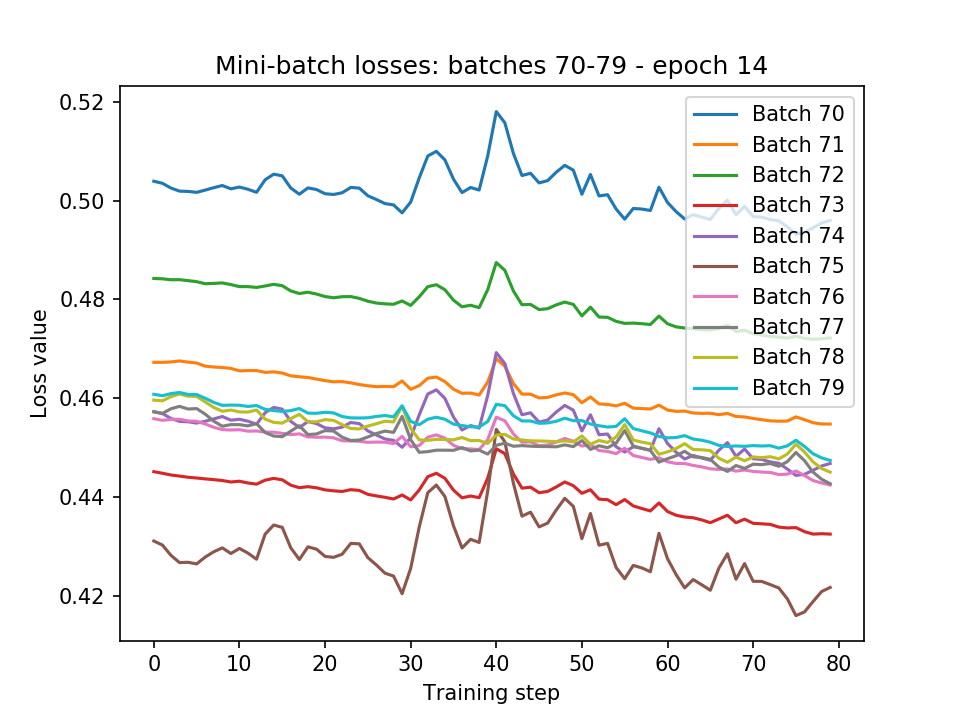 Mini-batch losses: batches 70-79 - epoch 14
0.52
0.50
0.48
0.46
0.44
0.42
Loss value
0
10
20
30
40
50
60
70
80
Training step
Batch 70
Batch 71
Batch 72
Batch 73
Batch 74
Batch 75
Batch 76
Batch 77
Batch 78
Batch 79